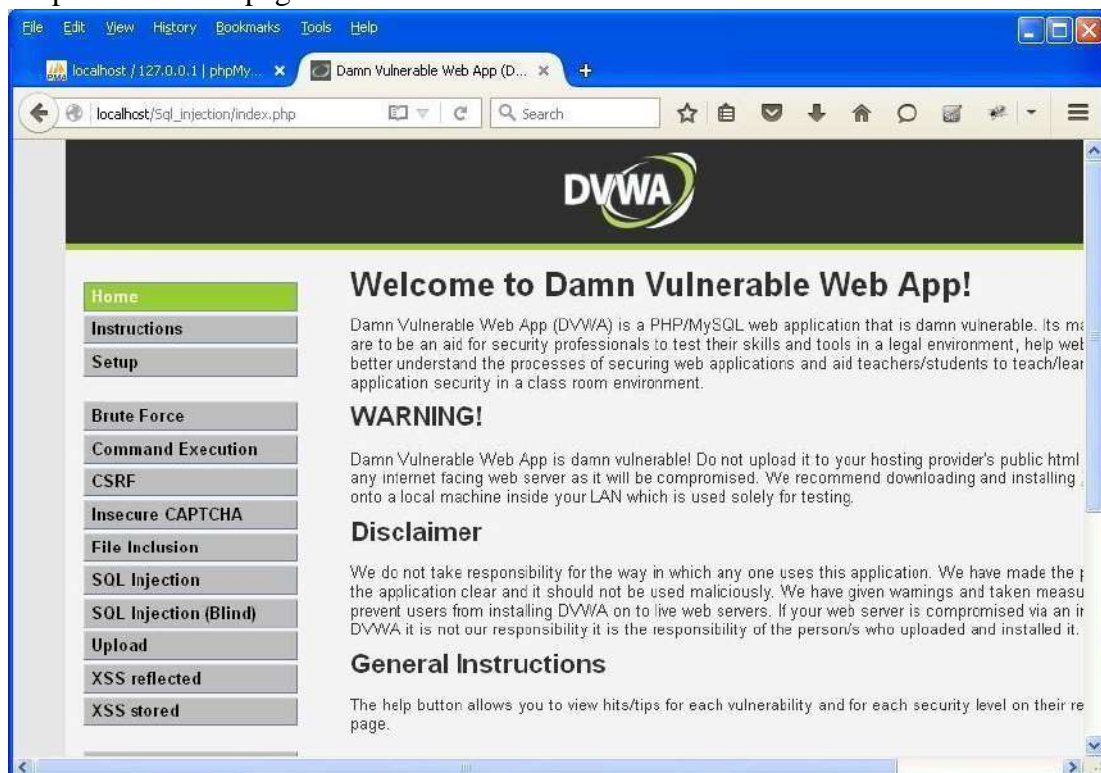 File Edit View History Bookmarks Tools Help
localhost / 127.0.0.1 | phpMy...
Damn Vulnerable Web App (D...
localhost/Sql_injection/index.php
Search
DVWA
Home
Instructions
Setup
Brute Force
Command Execution
CSRF
Insecure CAPTCHA
File Inclusion
SQL Injection
SQL Injection (Blind)
Upload
XSS reflected
XSS stored
Welcome to Damn Vulnerable Web App!
Damn Vulnerable Web App (DVWA) is a PHP/MySQL web application that is damn vulnerable. Its ma
are to be an aid for security professionals to test their skills and tools in a legal environment, help web
better understand the processes of securing web applications and aid teachers/students to teach/lear
application security in a class room environment.
WARNING!
Damn Vulnerable Web App is damn vulnerable! Do not upload it to your hosting provider's public html
any internet facing web server as it will be compromised. We recommend downloading and installing
onto a local machine inside your LAN which is used solely for testing.
Disclaimer
We do not take responsibility for the way in which any one uses this application. We have made the p
the application clear and it should not be used maliciously. We have given warnings and taken measu
prevent users from installing DVWA on to live web servers. If your web server is compromised via an in
DVWA it is not our responsibility it is the responsibility of the person/s who uploaded and installed it.
General Instructions
The help button allows you to view hits/tips for each vulnerability and for each security level on their re
page.